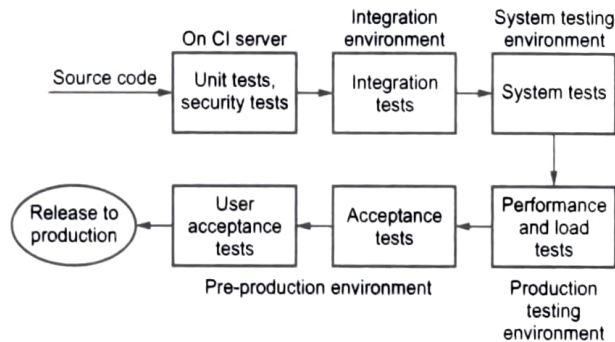 On CI server
Integration
environment
System testing
environment
Source code
Unit tests,
security tests
Integration
tests
System tests
Release to
production
User
acceptance
tests
Acceptance
tests
Performance
and load
tests
Pre-production environment
Production
testing
environment